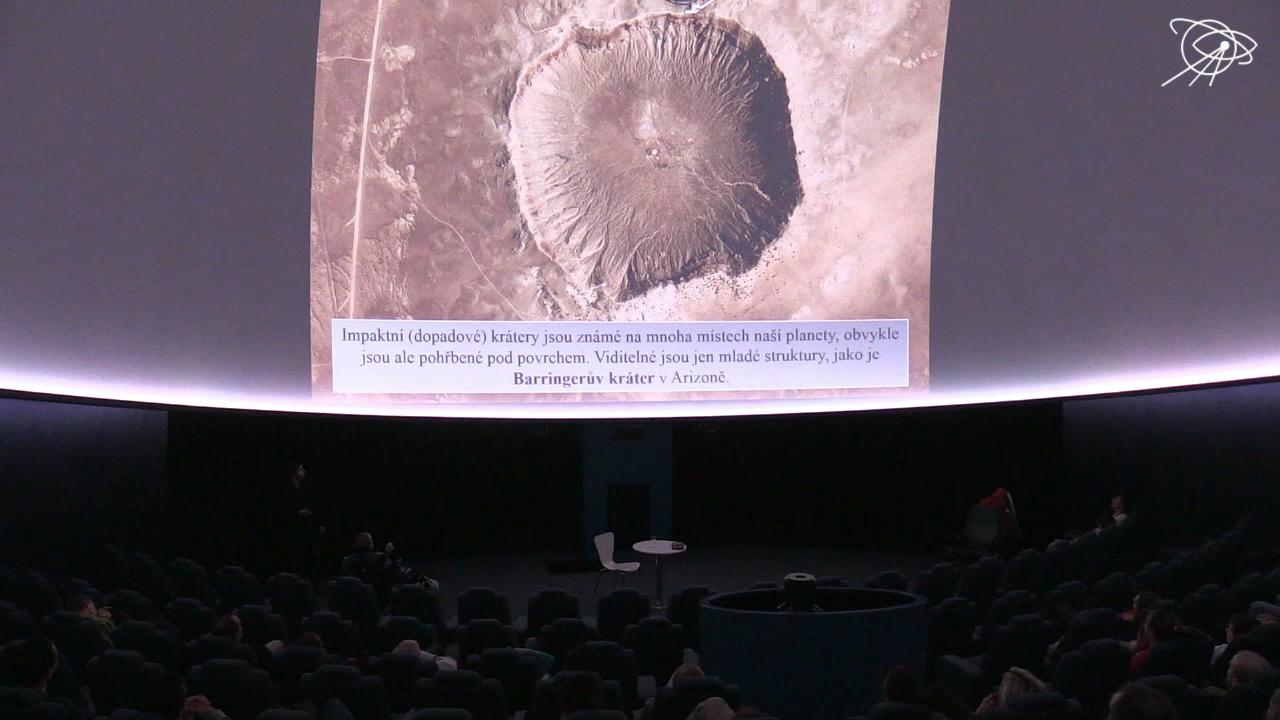 Impaktní (dopadové) krátery jsou známé na mnoha místech naší planety, obvykle
jsou ale pohřbené pod povrchem. Viditelné jsou jen mladé struktury, jako je
Barringerův kráter v Arizoně.